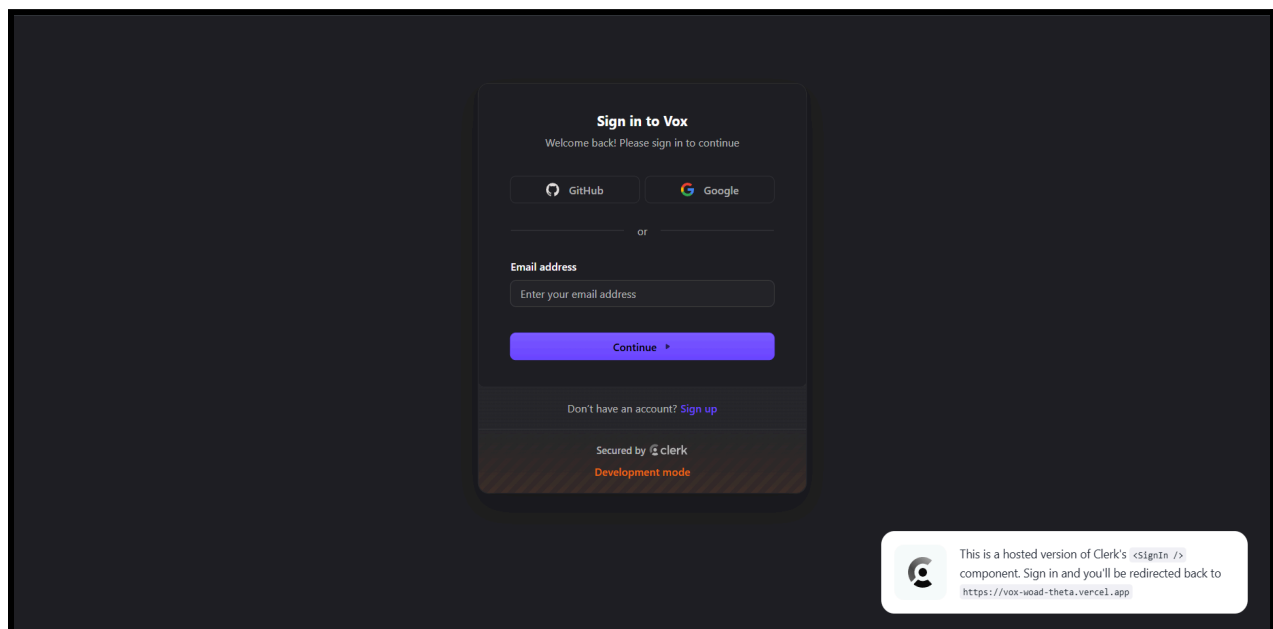 Sign in to Vox
Welcome back! Please sign in to continue
GitHub
Google
or
Email address
Enter your email address
Continue
Don't have an account? Sign up
Secured by clerk
Development mode
This is a hosted version of Clerk's <SignIn />
component. Sign in and you'll be redirected back to
https://vox-woad-theta.vercel.app